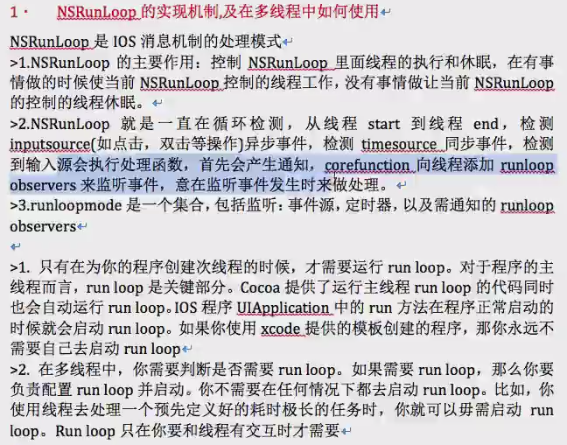 1· NSRunLoop 的实现机制,及在多线程中如何使用
NSRunLoop 是 IOS 消息机制的处理模式
>1.NSRunLoop 的主要作用：控制 NSRunLoop 里面线程的执行和休眠，在有事
情做的时候使当前 NSRunLoop 控制的线程工作，没有事情做让当前 NSRunLoop
的控制的线程休眠。
>2.NSRunLoop 就是一直在循环检测，从线程 start 到线程 end，检测
inputsource(如点击，双击等操作)异步事件，检测 timesource 同步事件，检测
到输入源会执行处理函数，首先会产生通知，corefunction 向线程添加 runloop
observers 来监听事件，意在监听事件发生时来做处理。
>3.runloopmode 是一个集合，包括监听：事件源，定时器，以及需通知的 runloop
observers
>1. 只有在为你的程序创建次线程的时候，才需要运行 run loop。对于程序的主
线程而言，run loop 是关键部分。Cocoa 提供了运行主线程 run loop 的代码同时
也会自动运行 run loop。IOS 程序 UIApplication 中的 run 方法在程序正常启动的
时候就会启动 run loop。如果你使用 xcode 提供的模板创建的程序，那你永远不
需要自己去启动 run loop
>2. 在多线程中，你需要判断是否需要 run loop。如果需要 run loop，那么你要
负责配置 run loop 并启动。你不需要在任何情况下都去启动 run loop。比如，你
使用线程去处理一个预先定义好的耗时极长的任务时，你就可以毋需启动 run
loop。Run loop 只在你要和线程有交互时才需要